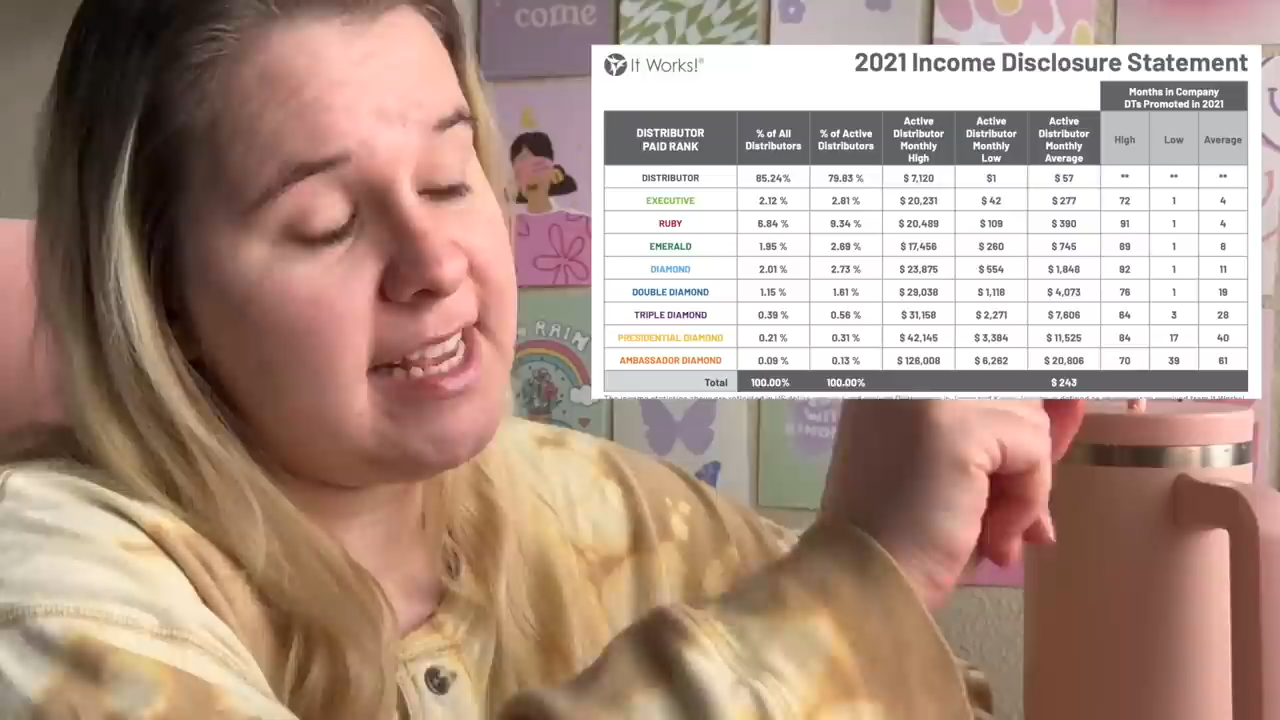 come
It Works!®
2021 Income Disclosure Statement
Months in Company
DTs Promoted in 2021
DISTRIBUTOR
PAID RANK
% of All
Distributors
% of Active
Distributors
Active
Distributor
Monthly
High
Active
Distributor
Monthly
Low
Active
Distributor
Monthly
Average
High
Low
Average
DISTRIBUTOR 85.24% 79.83 % $ 7,120 $1 $ 57 ** ** **
EXECUTIVE 2.12 % 2.81 % $ 20,231 $ 42 $ 277 72 1 4
RUBY 6.84 % 9.34 % $ 20,489 $ 109 $ 390 91 1 4
EMERALD 1.95 % 2.69 % $ 17,456 $ 260 $ 745 89 1 8
DIAMOND 2.01 % 2.73 % $ 23,875 $ 554 $ 1,848 92 1 11
DOUBLE DIAMOND 1.15 % 1.61 % $ 29,038 $ 1,118 $ 4,073 76 1 19
TRIPLE DIAMOND 0.39 % 0.56 % $ 31,158 $ 2,271 $ 7,606 64 3 28
PRESIDENTIAL DIAMOND 0.21 % 0.31 % $ 42,145 $ 3,384 $ 11,525 84 17 40
AMBASSADOR DIAMOND 0.09 % 0.13 % $ 126,008 $ 6,262 $ 20,806 70 39 61
Total 100.00% 100.00% $ 243
RAIN